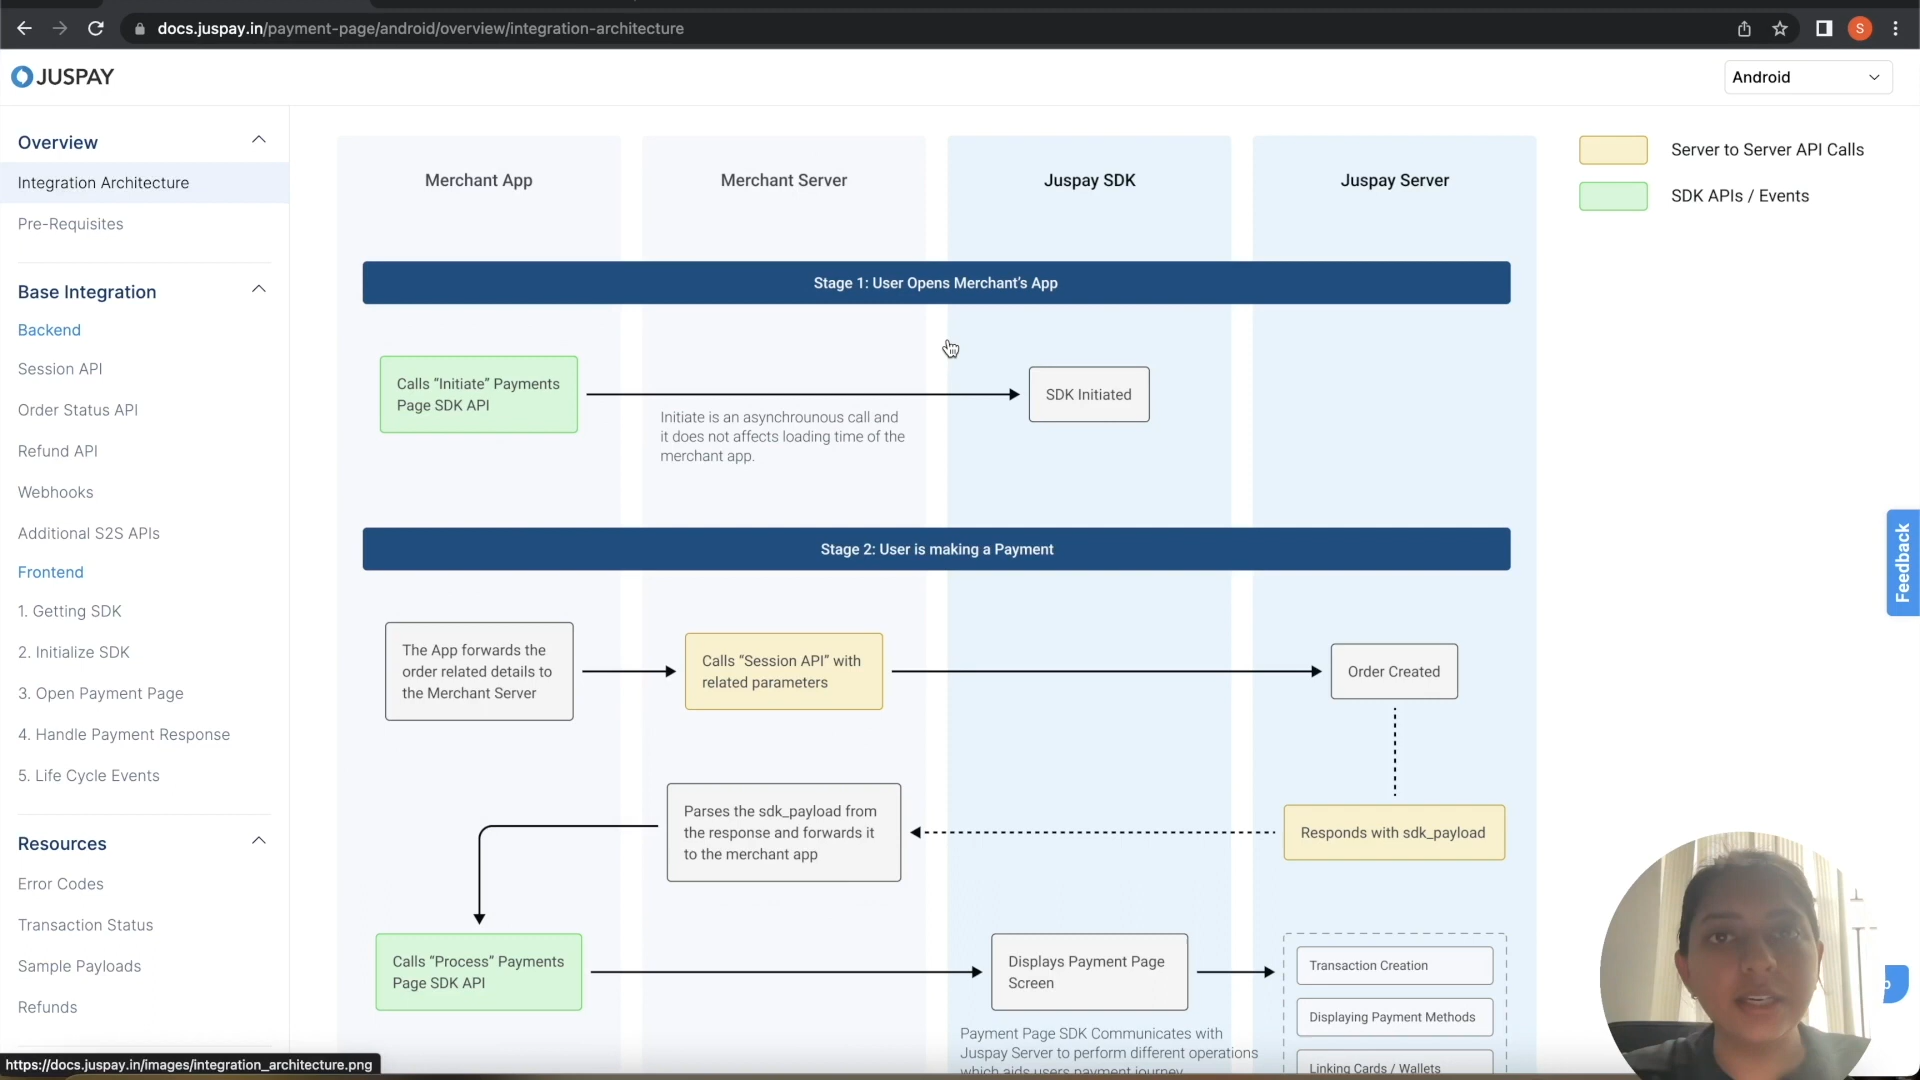 docs.juspay.in/payment-page/android/overview/integration-architecture
S
JUSPAY
Android
Overview
Integration Architecture
Pre-Requisites
Base Integration
Backend
Session API
Order Status API
Refund API
Webhooks
Additional S2S APIs
Frontend
1. Getting SDK
2. Initialize SDK
3. Open Payment Page
4. Handle Payment Response
5. Life Cycle Events
Resources
Error Codes
Transaction Status
Sample Payloads
Refunds
https://docs.juspay.in/images/integration_architecture.png
Merchant App
Merchant Server
Juspay SDK
Juspay Server
Server to Server API Calls
SDK APIs / Events
Stage 1: User Opens Merchant's App
Calls "Initiate" Payments
Page SDK API
Initiate is an asynchrounous call and
it does not affects loading time of the
merchant app.
SDK Initiated
Stage 2: User is making a Payment
The App forwards the
order related details to
the Merchant Server
Calls "Session API" with
related parameters
Order Created
Parses the sdk_payload from
the response and forwards it
to the merchant app
Responds with sdk_payload
Calls "Process" Payments
Page SDK API
Displays Payment Page
Screen
Payment Page SDK Communicates with
Juspay Server to perform different operations
which aids users payment journey
Transaction Creation
Displaying Payment Methods
Linking Cards / Wallets
Feedback